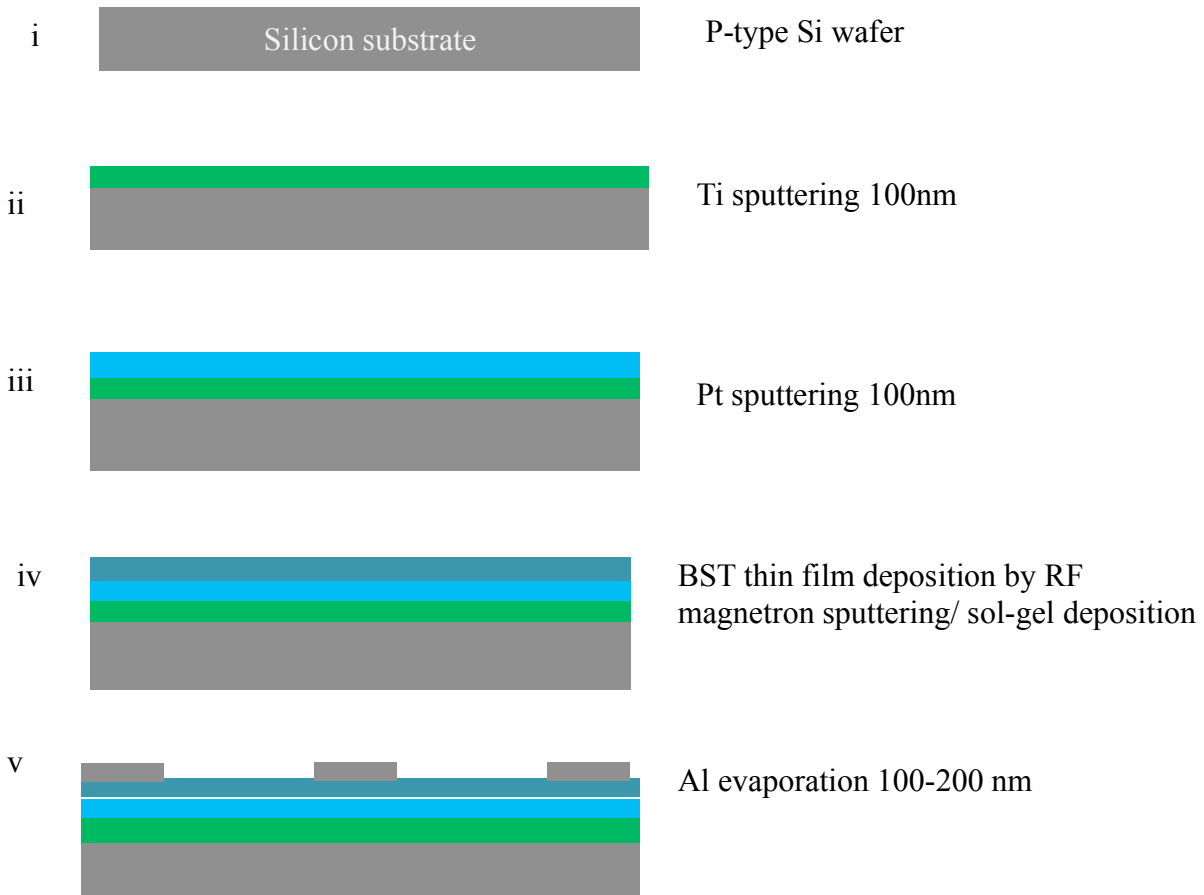 i
Silicon substrate
P-type Si wafer
ii
Ti sputtering 100nm
iii
Pt sputtering 100nm
iv
BST thin film deposition by RF
magnetron sputtering/ sol-gel deposition
v
Al evaporation 100-200 nm